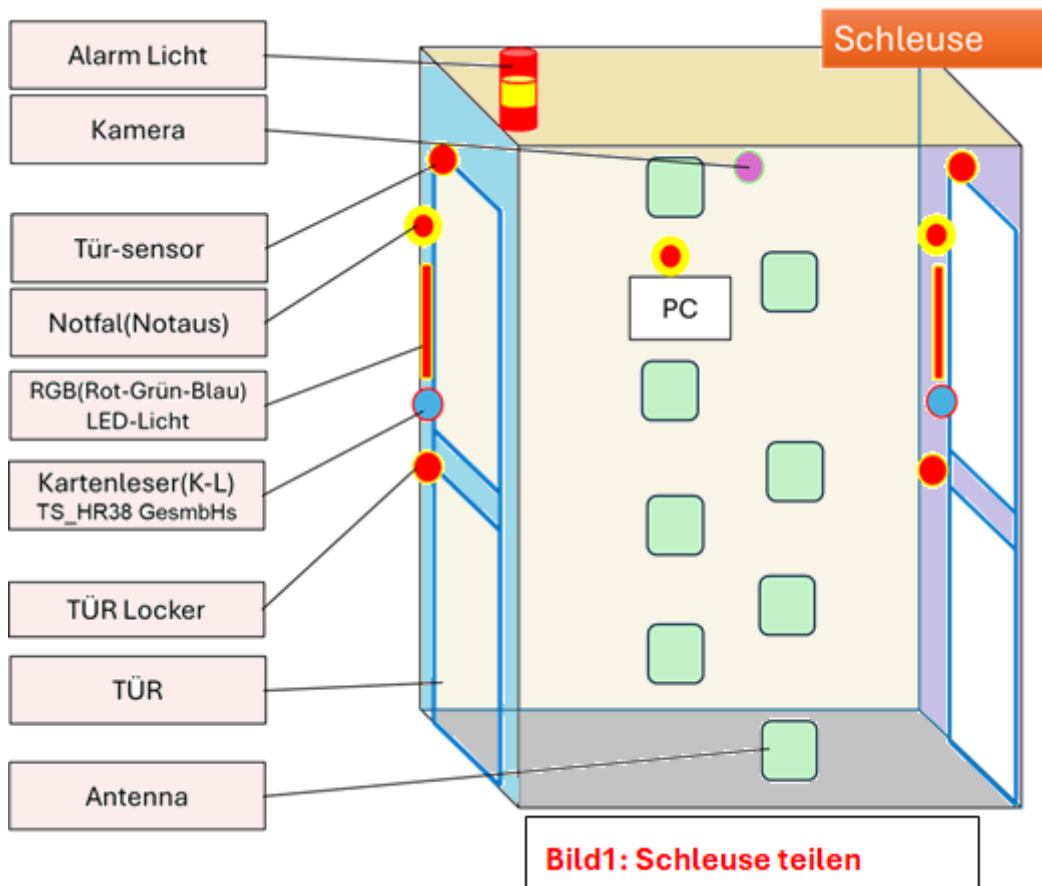 Schleuse
Alarm Licht
Kamera
Tür-sensor
Notfal(Notaus)
RGB(Rot-Grün-Blau)
LED-Licht
Kartenleser(K-L)
TS_HR38 GesmbHs
TÜR Locker
TÜR
Antenna
PC
Bild1: Schleuse teilen